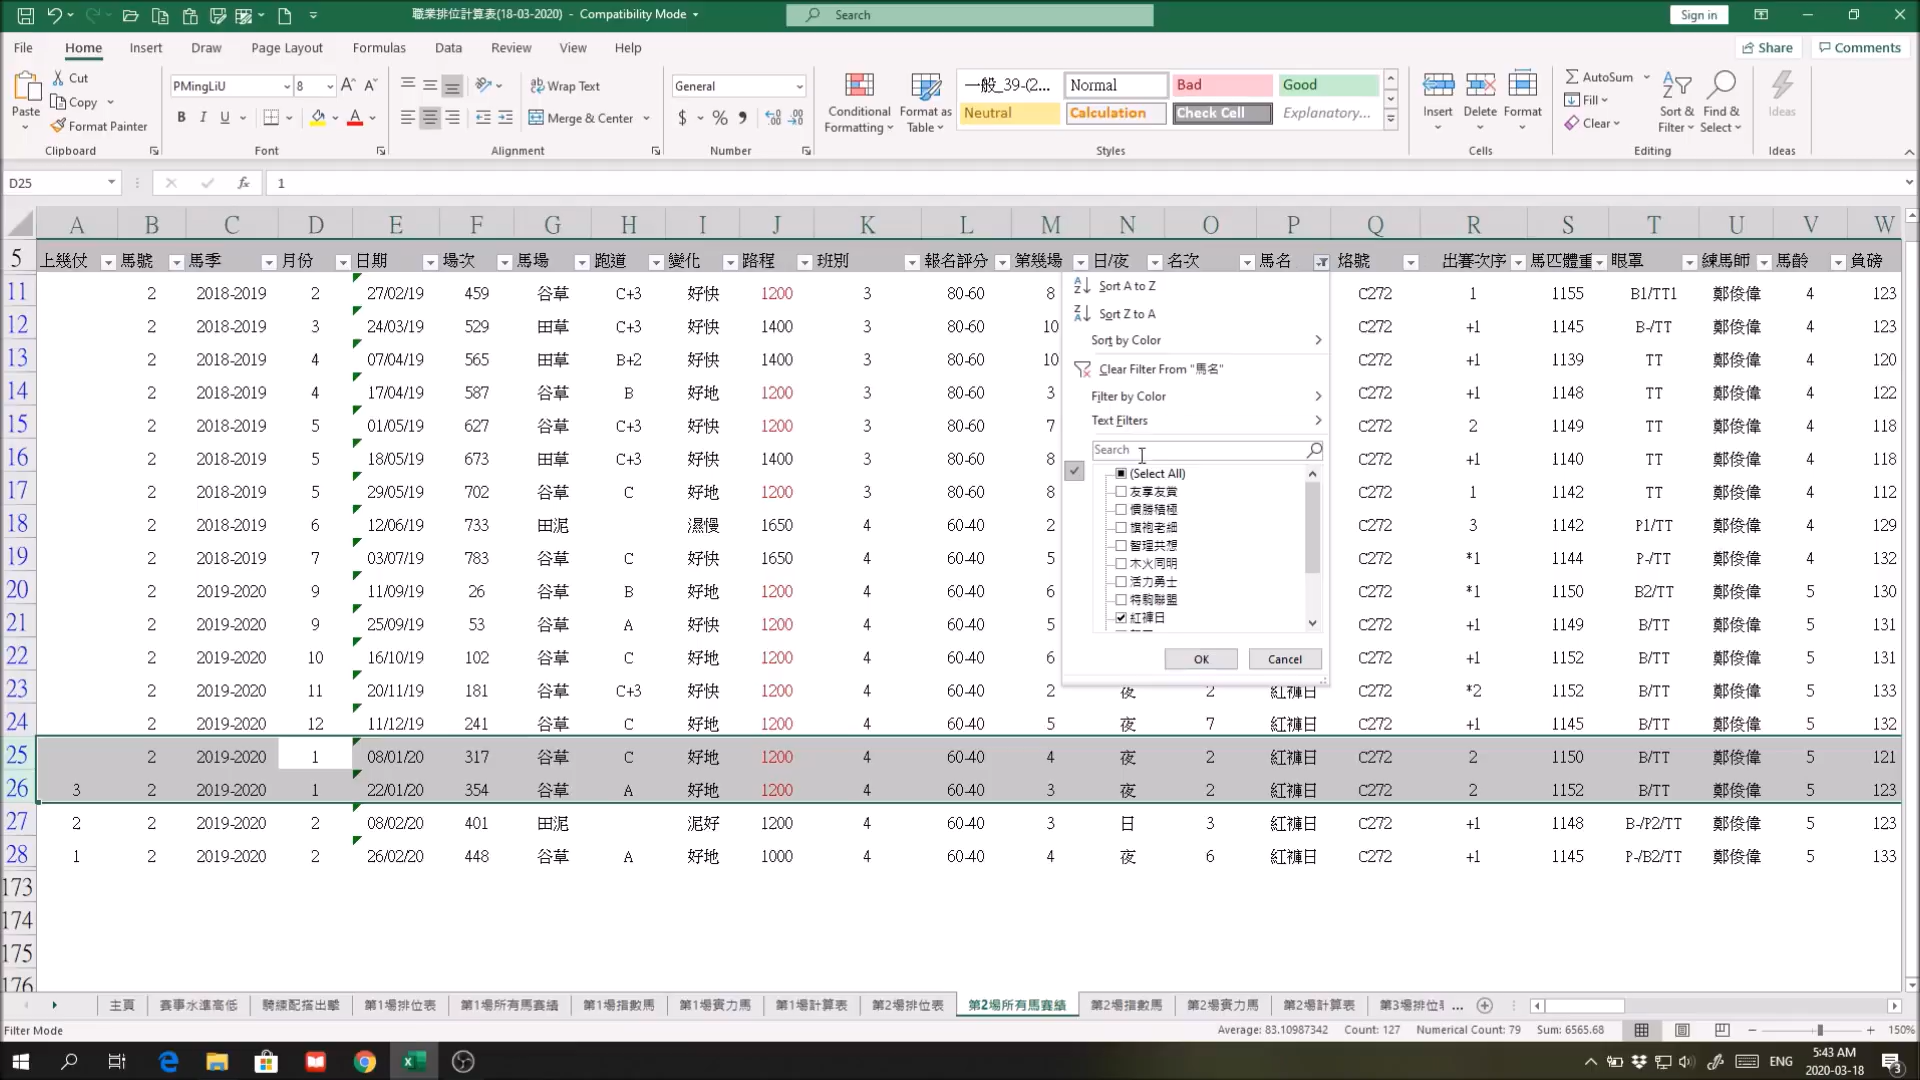 職業排位計算表(18-03-2020) - Compatibility Mode
Search
Sign in
File Home Insert Draw Page Layout Formulas Data Review View Help
Share Comments
Paste
Cut
Copy
Format Painter
Clipboard
PMingLiU 8
B I U
Font
Wrap Text
Merge & Center
Alignment
General
$ %
Number
Conditional Formatting
Format as Table
一般_39-(2... Normal Bad Good
Neutral Calculation Check Cell Explanatory...
Styles
Insert Delete Format
Cells
AutoSum
Fill
Clear
Sort & Filter
Find & Select
Editing
Ideas
Ideas
D25 fx 1
A B C D E F G H I J K L M N O P Q R S T U V W
5 上幾仗 馬號 馬季 月份 日期 場次 馬場 跑道 變化 路程 班別 報名評分 第幾場 日/夜 名次 馬名 烙號 出賽次序 馬匹體重 眼罩 練馬師 馬齡 負磅
11 2 2018-2019 2 27/02/19 459 谷草 C+3 好快 1200 3 80-60 8 C272 1 1155 B1/TT1 鄭俊偉 4 123
12 2 2018-2019 3 24/03/19 529 田草 C+3 好快 1400 3 80-60 10 C272 +1 1145 B-/TT 鄭俊偉 4 123
13 2 2018-2019 4 07/04/19 565 田草 B+2 好快 1400 3 80-60 10 C272 +1 1139 TT 鄭俊偉 4 120
14 2 2018-2019 4 17/04/19 587 谷草 B 好地 1200 3 80-60 6 C272 +1 1148 TT 鄭俊偉 4 122
15 2 2018-2019 5 01/05/19 627 谷草 C+3 好快 1200 3 80-60 7 C272 2 1149 TT 鄭俊偉 4 118
16 2 2018-2019 5 18/05/19 673 田草 C+3 好快 1400 3 80-60 8 C272 +1 1140 TT 鄭俊偉 4 118
17 2 2018-2019 5 29/05/19 702 谷草 C 好地 1200 3 80-60 8 C272 1 1142 TT 鄭俊偉 4 112
18 2 2018-2019 6 12/06/19 733 田泥 濕慢 1650 4 60-40 2 C272 3 1142 P1/TT 鄭俊偉 4 129
19 2 2018-2019 7 03/07/19 783 谷草 C 好快 1650 4 60-40 5 C272 *1 1144 P-/TT 鄭俊偉 4 132
20 2 2019-2020 9 11/09/19 26 谷草 B 好快 1200 4 60-40 6 C272 *1 1150 B2/TT 鄭俊偉 5 130
21 2 2019-2020 9 25/09/19 53 谷草 A 好快 1200 4 60-40 5 C272 +1 1149 B/TT 鄭俊偉 5 131
22 2 2019-2020 10 16/10/19 102 谷草 C 好地 1200 4 60-40 6 C272 +1 1152 B/TT 鄭俊偉 5 131
23 2 2019-2020 11 20/11/19 181 谷草 C+3 好快 1200 4 60-40 2 夜 2 紅褲日 C272 *2 1152 B/TT 鄭俊偉 5 133
24 2 2019-2020 12 11/12/19 241 谷草 C 好地 1200 4 60-40 5 夜 7 紅褲日 C272 +1 1145 B/TT 鄭俊偉 5 132
25 2 2019-2020 1 08/01/20 317 谷草 C 好地 1200 4 60-40 4 夜 2 紅褲日 C272 2 1150 B/TT 鄭俊偉 5 121
26 3 2 2019-2020 1 22/01/20 354 谷草 A 好地 1200 4 60-40 3 夜 2 紅褲日 C272 2 1152 B/TT 鄭俊偉 5 123
27 2 2 2019-2020 2 08/02/20 401 田泥 泥好 1200 4 60-40 3 日 3 紅褲日 C272 +1 1148 B-/P2/TT 鄭俊偉 5 123
28 1 2 2019-2020 2 26/02/20 448 谷草 A 好地 1000 4 60-40 4 夜 6 紅褲日 C272 +1 1145 P-/B2/TT 鄭俊偉 5 133
173
174
175
176
Sort A to Z
Sort Z to A
Sort by Color
Clear Filter From "馬名"
Filter by Color
Text Filters
Search
(Select All)
友享友賞
慣勝積極
旗袍老細
智理共想
木火同明
活力勇士
特駒聯盟
紅褲日
OK Cancel
主頁 賽事水準高低 騎練配搭出擊 第1場排位表 第1場所有馬賽績 第1場指數馬 第1場實力馬 第1場計算表 第2場排位表 第2場所有馬賽績 第2場指數馬 第2場實力馬 第2場計算表 第3場排位 ...
Filter Mode
Average: 83.10987342 Count: 127 Numerical Count: 79 Sum: 6565.68 150%
ENG
5:43 AM
2020-03-18
3